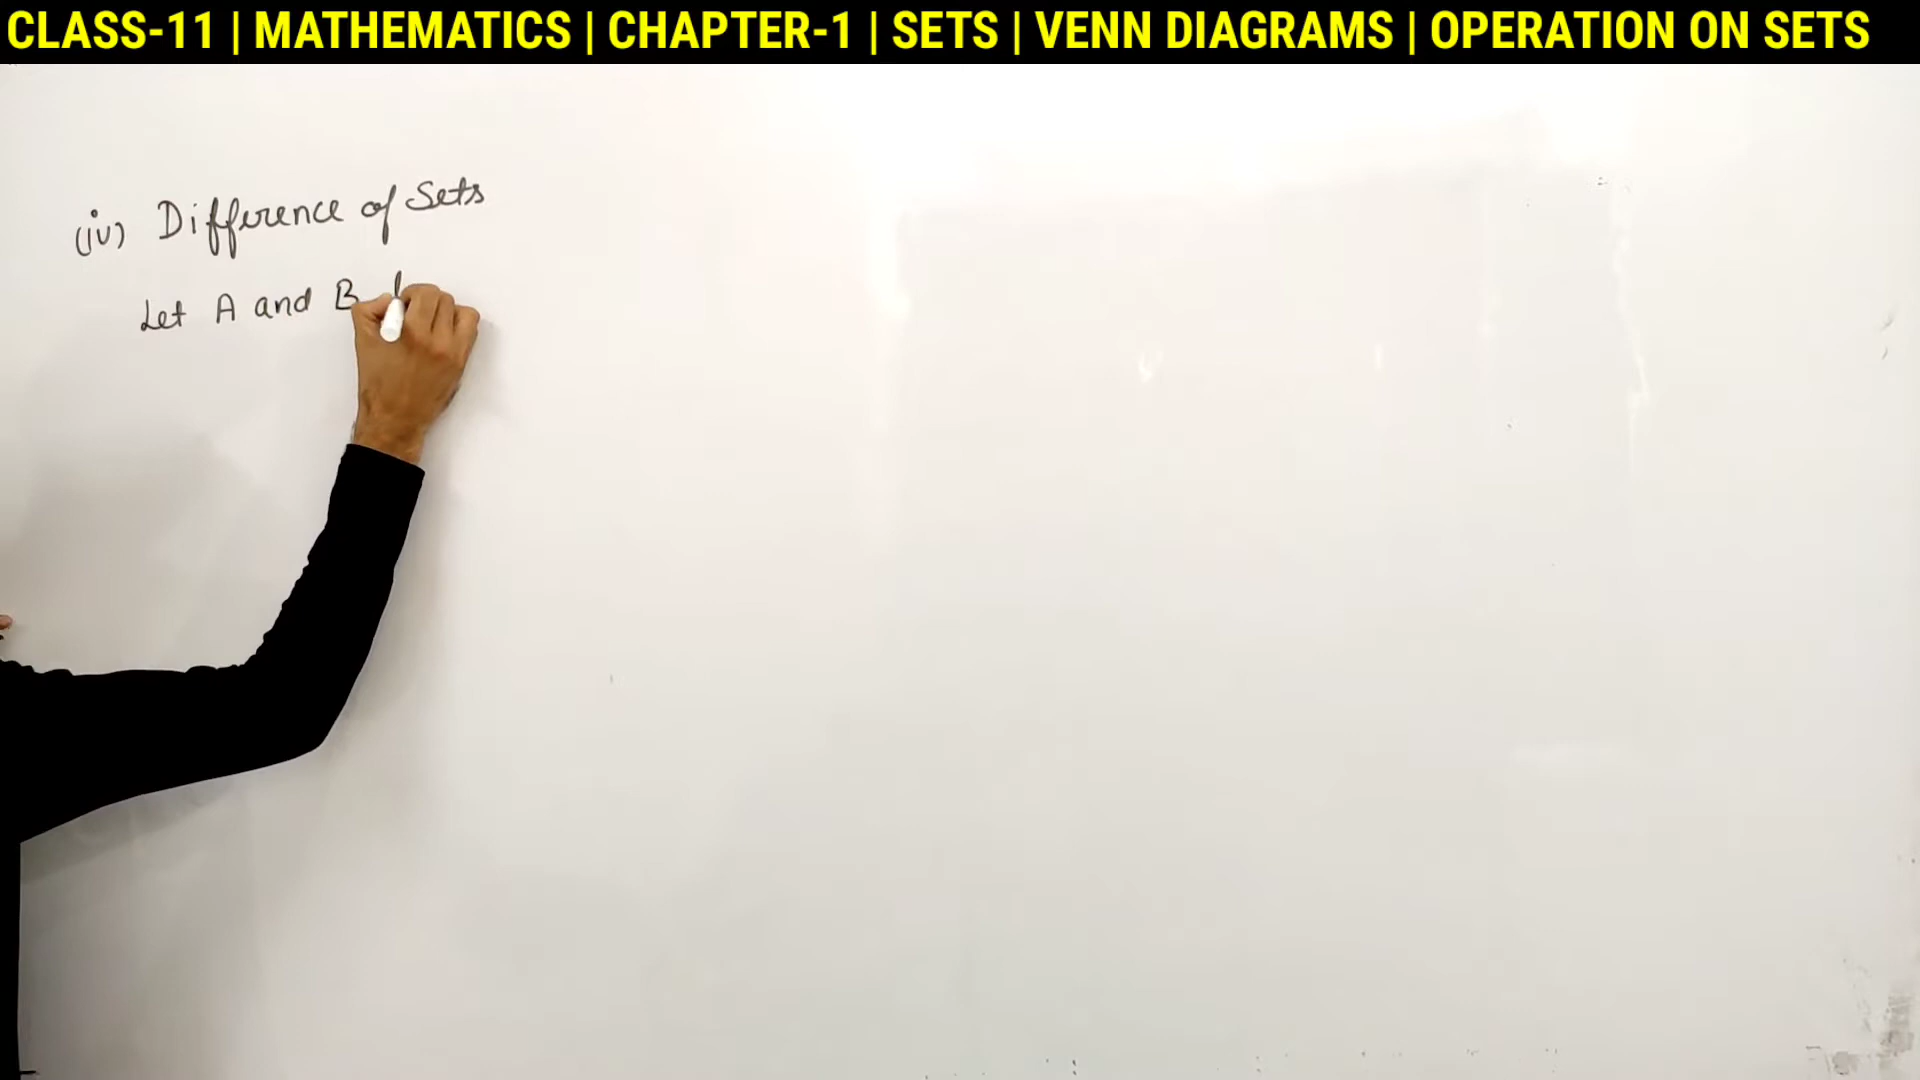 CLASS-11 | MATHEMATICS | CHAPTER-1 | SETS | VENN DIAGRAMS | OPERATION ON SETS
(iv) Difference of Sets
Let A and B